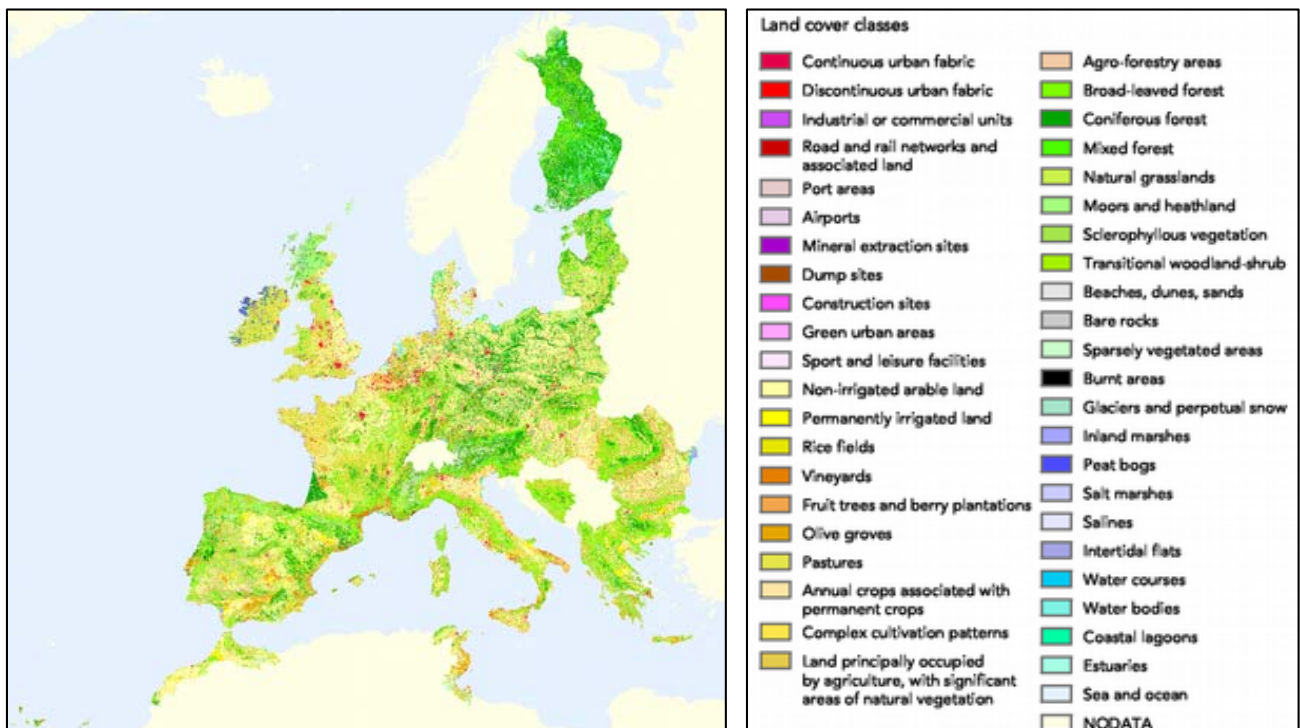 Land cover classes
Continuous urban fabric
Discontinuous urban fabric
Industrial or commercial units
Road and rail networks and
associated land
Port areas
Airports
Mineral extraction sites
Dump sites
Construction sites
Green urban areas
Sport and leisure facilities
Non-irrigated arable land
Permanently irrigated land
Rice fields
Vineyards
Fruit trees and berry plantations
Olive groves
Pastures
Annual crops associated with
permanent crops
Complex cultivation patterns
Land principally occupied
by agriculture, with significant
areas of natural vegetation
Agro-forestry areas
Broad-leaved forest
Coniferous forest
Mixed forest
Natural grasslands
Moors and heathland
Sclerophyllous vegetation
Transitional woodland-shrub
Beaches, dunes, sands
Bare rocks
Sparsely vegetated areas
Burnt areas
Glaciers and perpetual snow
Inland marshes
Peat bogs
Salt marshes
Salines
Intertidal flats
Water courses
Water bodies
Coastal lagoons
Estuaries
Sea and ocean
NODATA